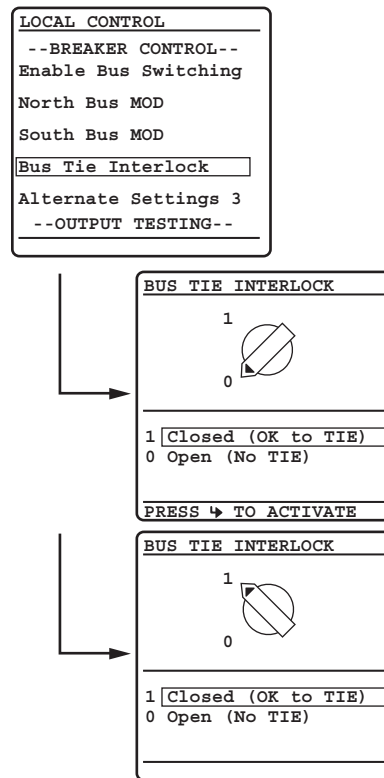 LOCAL CONTROL
--BREAKER CONTROL--
Enable Bus Switching
North Bus MOD
South Bus MOD
Bus Tie Interlock
Alternate Settings 3
--OUTPUT TESTING--
BUS TIE INTERLOCK
1
0
1 Closed (OK to TIE)
0 Open (No TIE)
PRESS ↵ TO ACTIVATE
BUS TIE INTERLOCK
1
0
1 Closed (OK to TIE)
0 Open (No TIE)